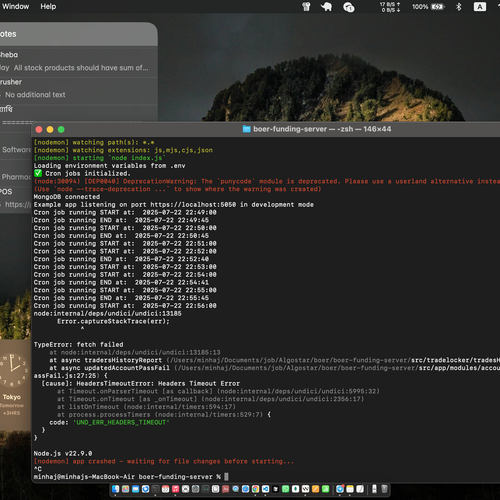 Window Help
17 B/S ↑
0 B/S ↓
100%
A
otes
heba
lay All stock products should have sum of...
rusher
No additional text
Softwar
Pharmac
POS
https://j
Tokyo
Tomorrow
+3HRS
boer-funding-server — -zsh — 146×44
[nodemon] watching path(s): *.*
[nodemon] watching extensions: js,mjs,cjs,json
[nodemon] starting `node index.js`
Loading environment variables from .env
✅ Cron jobs initialized.
(node:30094) [DEP0040] DeprecationWarning: The `punycode` module is deprecated. Please use a userland alternative instea
(Use `node --trace-deprecation ...` to show where the warning was created)
MongoDB connected
Example app listening on port https://localhost:5050 in development mode
Cron job running START at: 2025-07-22 22:49:00
Cron job running END at: 2025-07-22 22:49:45
Cron job running START at: 2025-07-22 22:50:00
Cron job running END at: 2025-07-22 22:50:45
Cron job running START at: 2025-07-22 22:51:00
Cron job running START at: 2025-07-22 22:52:00
Cron job running END at: 2025-07-22 22:52:40
Cron job running START at: 2025-07-22 22:53:00
Cron job running START at: 2025-07-22 22:54:00
Cron job running END at: 2025-07-22 22:54:41
Cron job running START at: 2025-07-22 22:55:00
Cron job running END at: 2025-07-22 22:55:45
Cron job running START at: 2025-07-22 22:56:00
node:internal/deps/undici/undici:13185
Error.captureStackTrace(err);
^
TypeError: fetch failed
at node:internal/deps/undici/undici:13185:13
at async tradersHistoryReport (/Users/minhaj/Documents/job/Algostar/boer/boer-funding-server/src/tradelocker/tradesH
at async updatedAccountPassFail (/Users/minhaj/Documents/job/Algostar/boer/boer-funding-server/src/app/modules/accou
assFail.js:27:25) {
[cause]: HeadersTimeoutError: Headers Timeout Error
at Timeout.onParserTimeout [as callback] (node:internal/deps/undici/undici:5995:32)
at Timeout.onTimeout [as _onTimeout] (node:internal/deps/undici/undici:2356:17)
at listOnTimeout (node:internal/timers:594:17)
at process.processTimers (node:internal/timers:529:7) {
code: 'UND_ERR_HEADERS_TIMEOUT'
}
}
Node.js v22.9.0
[nodemon] app crashed - waiting for file changes before starting...
^C
minhaj@minhajs-MacBook-Air boer-funding-server %